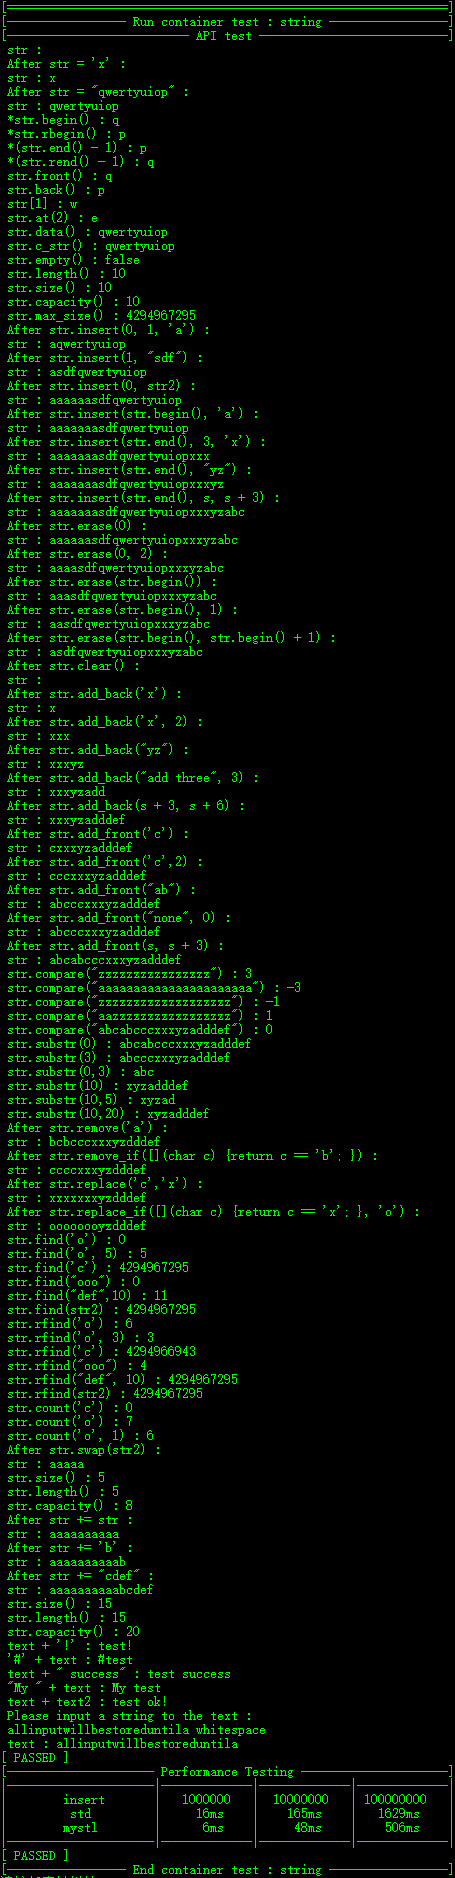 Run container test : string
API test
str :
After str = 'x' :
str : x
After str = "qwertyuiop" :
str : qwertyuiop
*str.begin() : q
*str.rbegin() : p
*(str.end() - 1) : p
*(str.rend() - 1) : q
str.front() : q
str.back() : p
str[1] : w
str.at(2) : e
str.data() : qwertyuiop
str.c_str() : qwertyuiop
str.empty() : false
str.length() : 10
str.size() : 10
str.capacity() : 10
str.max_size() : 4294967295
After str.insert(0, 1, 'a') :
str : aqwertyuiop
After str.insert(1, "sdf") :
str : asdfqwertyuiop
After str.insert(0, str2) :
str : aaaaaasdfqwertyuiop
After str.insert(str.begin(), 'a') :
str : aaaaaaasdfqwertyuiop
After str.insert(str.end(), 3, 'x') :
str : aaaaaaasdfqwertyuiopxxx
After str.insert(str.end(), "yz") :
str : aaaaaaasdfqwertyuiopxxxyz
After str.insert(str.end(), s, s + 3) :
str : aaaaaaasdfqwertyuiopxxxyzabc
After str.erase(0) :
str : aaaaaasdfqwertyuiopxxxyzabc
After str.erase(0, 2) :
str : aaaasdfqwertyuiopxxxyzabc
After str.erase(str.begin()) :
str : aaasdfqwertyuiopxxxyzabc
After str.erase(str.begin(), 1) :
str : aasdfqwertyuiopxxxyzabc
After str.erase(str.begin(), str.begin() + 1) :
str : asdfqwertyuiopxxxyzabc
After str.clear() :
str :
After str.add_back('x') :
str : x
After str.add_back('x', 2) :
str : xxx
After str.add_back("yz") :
str : xxxyz
After str.add_back("add three", 3) :
str : xxxyzadd
After str.add_back(s + 3, s + 6) :
str : xxxyzadddef
After str.add_front('c') :
str : cxxxyzadddef
After str.add_front('c',2) :
str : cccxxxyzadddef
After str.add_front("ab") :
str : abcccxxxyzadddef
After str.add_front("none", 0) :
str : abcccxxxyzadddef
After str.add_front(s, s + 3) :
str : abcabcccxxxyzadddef
str.compare("zzzzzzzzzzzzzzzz") : 3
str.compare("aaaaaaaaaaaaaaaaaaaaaa") : -3
str.compare("zzzzzzzzzzzzzzzzzzz") : -1
str.compare("aazzzzzzzzzzzzzzzzz") : 1
str.compare("abcabcccxxxyzadddef") : 0
str.substr(0) : abcabcccxxxyzadddef
str.substr(3) : abcccxxxyzadddef
str.substr(0,3) : abc
str.substr(10) : xyzadddef
str.substr(10,5) : xyzad
str.substr(10,20) : xyzadddef
After str.remove('a') :
str : bcbcccxxxyzdddef
After str.remove_if([](char c) {return c == 'b'; }) :
str : ccccxxxyzdddef
After str.replace('c','x') :
str : xxxxxxxyzdddef
After str.replace_if([](char c) {return c == 'x'; }, 'o') :
str : oooooooyzdddef
str.find('o') : 0
str.find('o', 5) : 5
str.find('c') : 4294967295
str.find("ooo") : 0
str.find("def",10) : 11
str.find(str2) : 4294967295
str.rfind('o') : 6
str.rfind('o', 3) : 3
str.rfind('c') : 4294966943
str.rfind("ooo") : 4
str.rfind("def", 10) : 4294967295
str.rfind(str2) : 4294967295
str.count('c') : 0
str.count('o') : 7
str.count('o', 1) : 6
After str.swap(str2) :
str : aaaaa
str.size() : 5
str.length() : 5
str.capacity() : 8
After str += str :
str : aaaaaaaaaa
After str += 'b' :
str : aaaaaaaaaab
After str += "cdef" :
str : aaaaaaaaaabcdef
str.size() : 15
str.length() : 15
str.capacity() : 20
text + '!' : test!
'#' + text : #test
text + " success" : test success
"My " + text : My test
text + text2 : test ok!
Please input a string to the text :
allinputwillbestoreduntila whitespace
text : allinputwillbestoreduntila
[ PASSED ]
Performance Testing
insert | 1000000 | 10000000 | 100000000
std | 16ms | 165ms | 1629ms
mystl | 6ms | 48ms | 506ms
[ PASSED ]
End container test : string